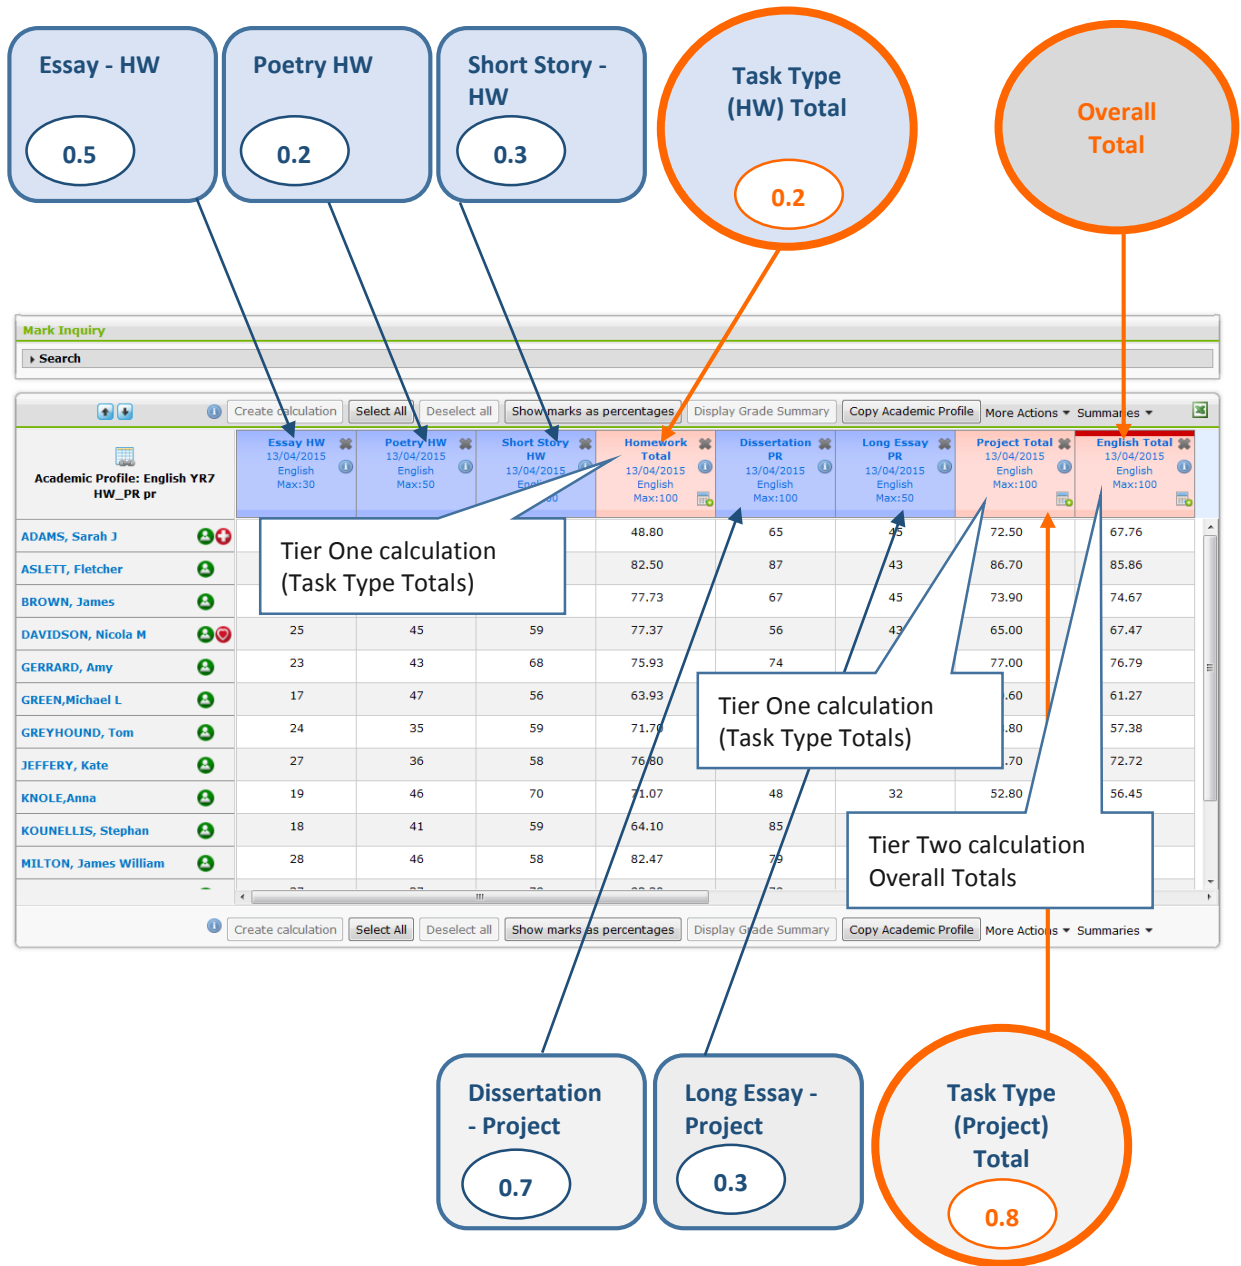 Essay - HW
0.5
Poetry HW
0.2
Short Story -
HW
0.3
Task Type
(HW) Total
0.2
Overall
Total
Mark Inquiry
Search
Create calculation Select All Deselect all Show marks as percentages Display Grade Summary Copy Academic Profile More Actions Summaries
Academic Profile: English YR7
HW_PR pr
Essay HW
13/04/2015
English
Max:30
Poetry HW
13/04/2015
English
Max:50
Short Story
HW
13/04/2015
English
Homework
Total
13/04/2015
English
Max:100
Dissertation
PR
13/04/2015
English
Max:100
Long Essay
PR
13/04/2015
English
Max:50
Project Total
13/04/2015
English
Max:100
English Total
13/04/2015
English
Max:100
Tier One calculation
(Task Type Totals)
ADAMS, Sarah J 48.80 65 45 72.50 67.76
ASLETT, Fletcher 82.50 87 43 86.70 85.86
BROWN, James 77.73 67 45 73.90 74.67
DAVIDSON, Nicola M 25 45 59 77.37 56 43 65.00 67.47
GERRARD, Amy 23 43 68 75.93 74 77.00 76.79
GREEN,Michael L 17 47 56 63.93 .60 61.27
GREYHOUND, Tom 24 35 59 71.70 .80 57.38
JEFFERY, Kate 27 36 58 76.80 .70 72.72
KNOLE,Anna 19 46 70 71.07 48 32 52.80 56.45
KOUNELLIS, Stephan 18 41 59 64.10 85
MILTON, James William 28 46 58 82.47 79
Tier One calculation
(Task Type Totals)
Tier Two calculation
Overall Totals
Create calculation Select All Deselect all Show marks as percentages Display Grade Summary Copy Academic Profile More Actions Summaries
Dissertation
- Project
0.7
Long Essay -
Project
0.3
Task Type
(Project)
Total
0.8